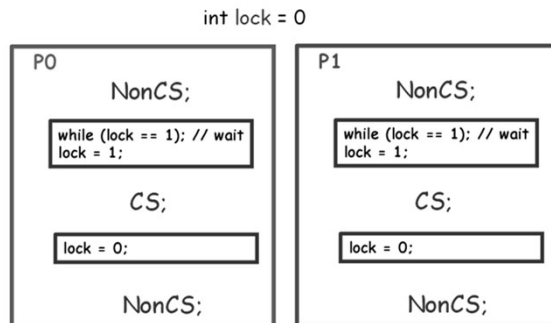 int lock = 0
P0
NonCS;
while (lock == 1); // wait
lock = 1;
CS;
lock = 0;
NonCS;
P1
NonCS;
while (lock == 1); // wait
lock = 1;
CS;
lock = 0;
NonCS;